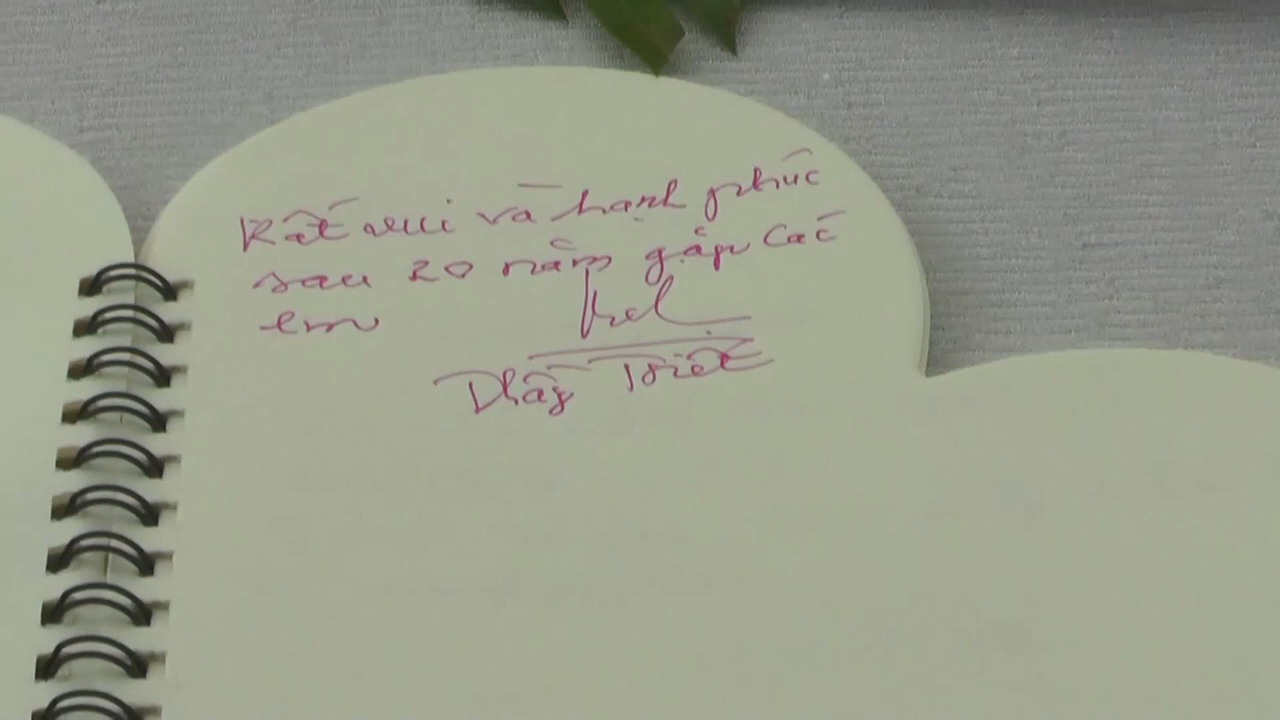 Rất vui và hạnh phúc
sau 20 năm gặp các
em
Thầy Triết